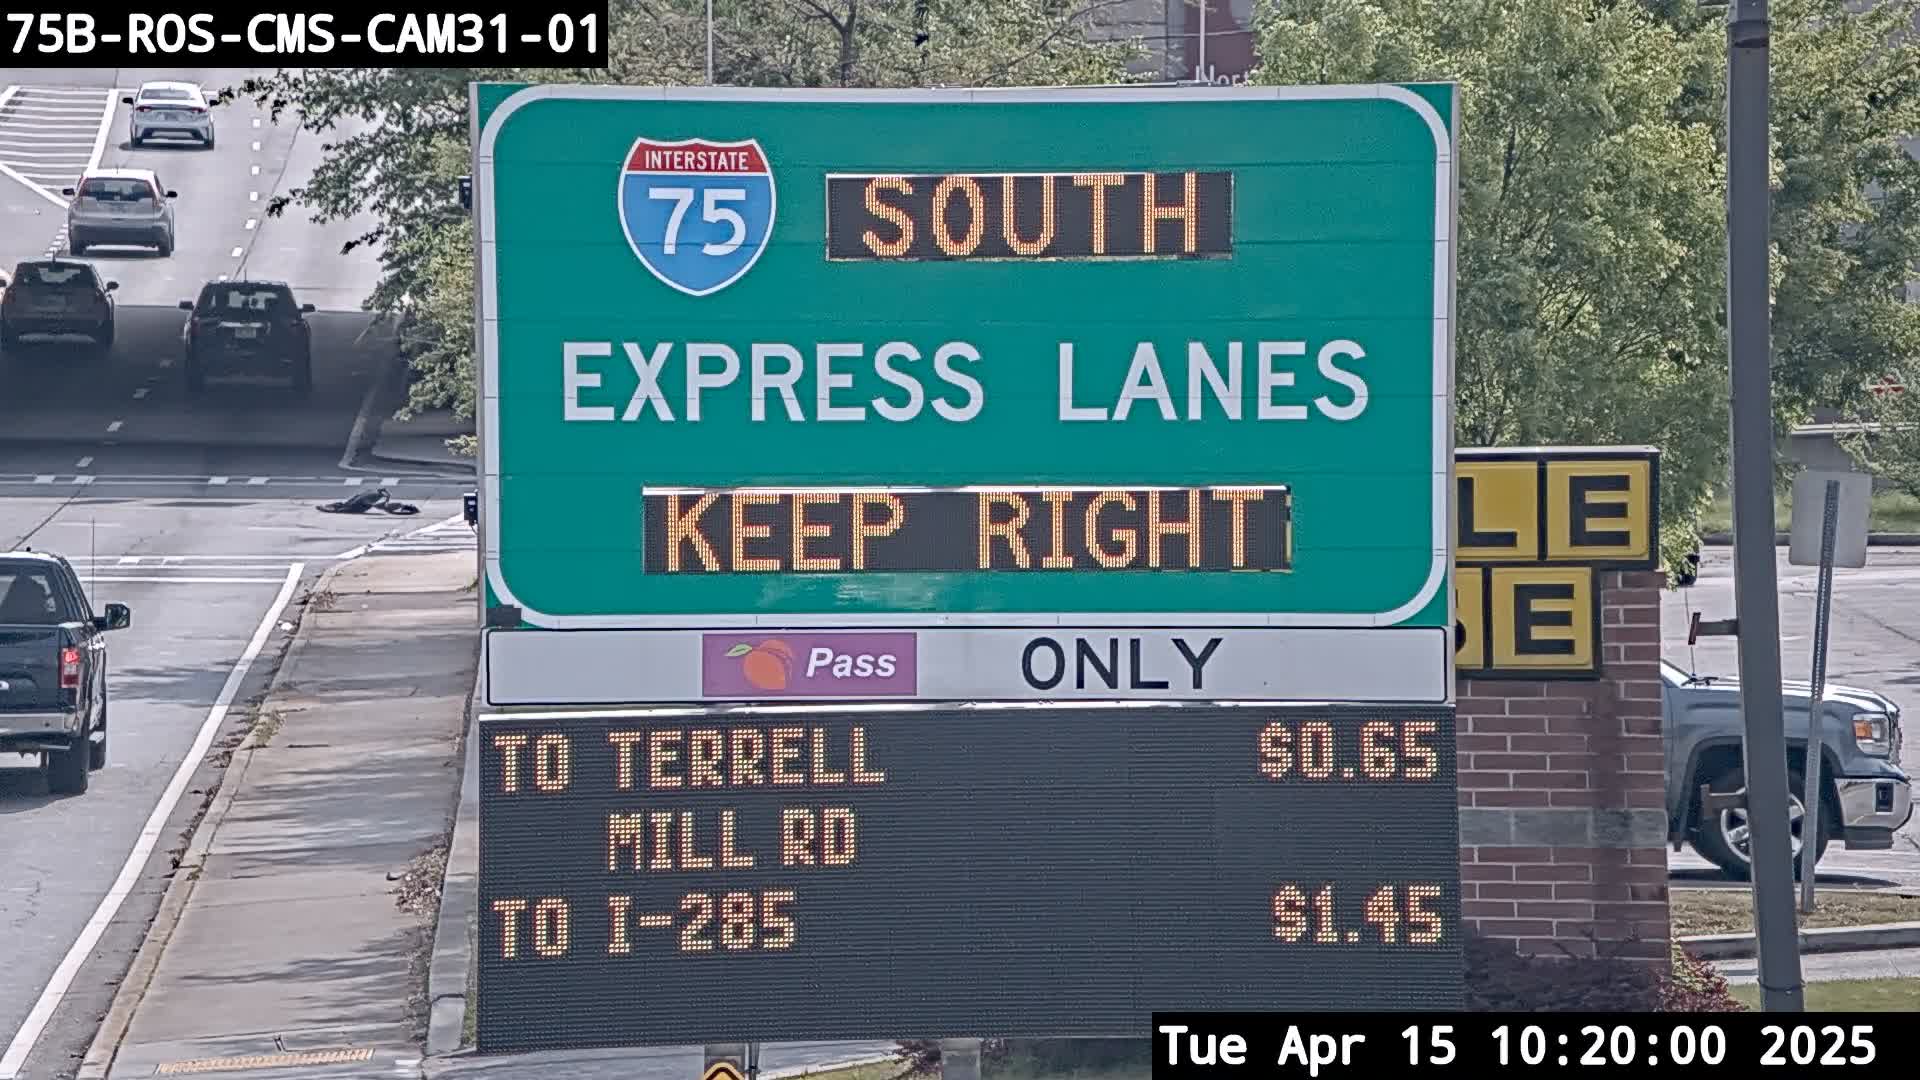 75B-ROS-CMS-CAM31-01
INTERSTATE
75
SOUTH
EXPRESS LANES
KEEP RIGHT
LE
E
Pass ONLY
TO TERRELL $0.65
MILL RD
TO I-285 $1.45
Tue Apr 15 10:20:00 2025